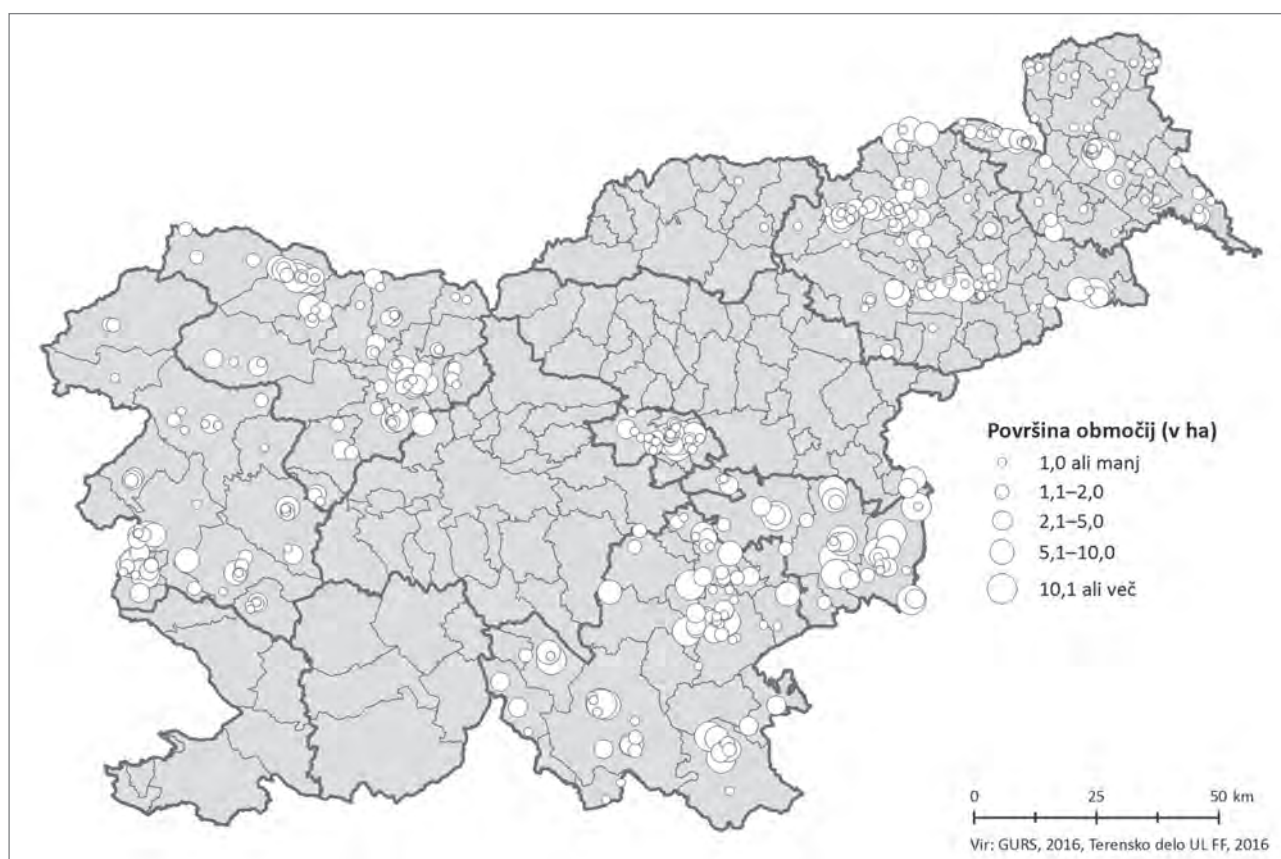 Površina območij (v ha)
1,0 ali manj
1,1–2,0
2,1–5,0
5,1–10,0
10,1 ali več
0 25 50 km
Vir: GURS, 2016, Terensko delo UL FF, 2016